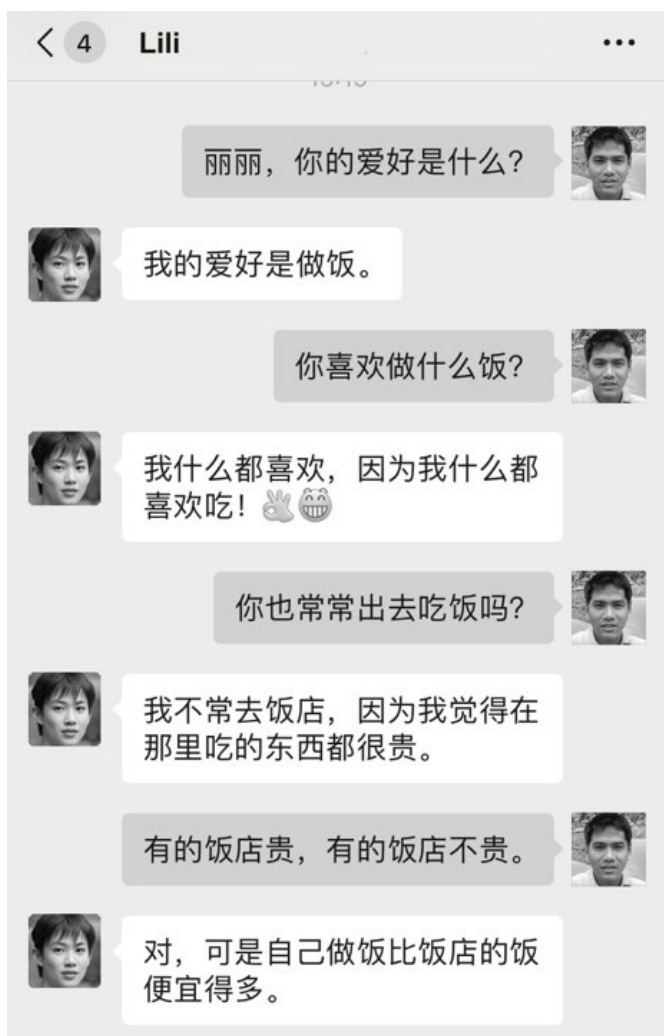 4 Lili
丽丽，你的爱好是什么？
我的爱好是做饭。
你喜欢做什么饭？
我什么都喜欢，因为我什么都
喜欢吃！👌😁
你也常常出去吃饭吗？
我不常去饭店，因为我觉得在
那里吃的东西都很贵。
有的饭店贵，有的饭店不贵。
对，可是自己做饭比饭店的饭
便宜得多。